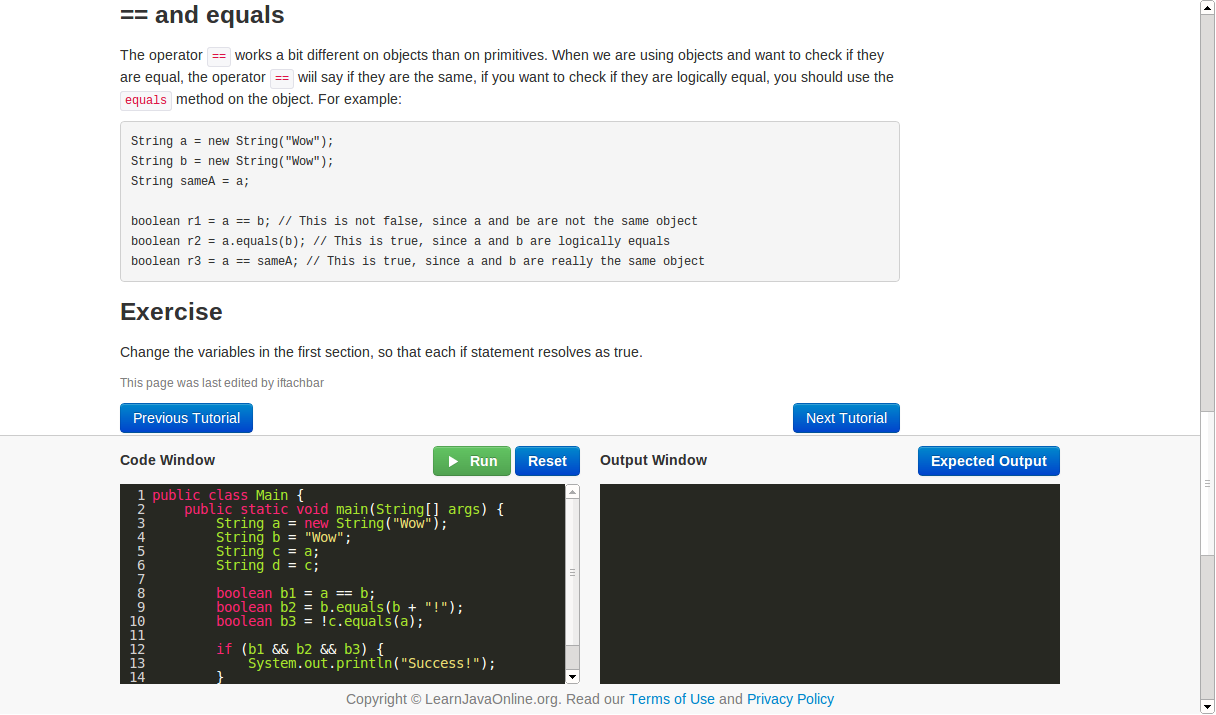 == and equals
The operator == works a bit different on objects than on primitives. When we are using objects and want to check if they
are equal, the operator == wiil say if they are the same, if you want to check if they are logically equal, you should use the
equals method on the object. For example:
String a = new String("Wow");
String b = new String("Wow");
String sameA = a;
boolean r1 = a == b; // This is not false, since a and be are not the same object
boolean r2 = a.equals(b); // This is true, since a and b are logically equals
boolean r3 = a == sameA; // This is true, since a and b are really the same object
Exercise
Change the variables in the first section, so that each if statement resolves as true.
This page was last edited by iftachbar
Previous Tutorial Next Tutorial
Code Window Run Reset Output Window Expected Output
1 public class Main {
2 public static void main(String[] args) {
3 String a = new String("Wow");
4 String b = "Wow";
5 String c = a;
6 String d = c;
7
8 boolean b1 = a == b;
9 boolean b2 = b.equals(b + "!");
10 boolean b3 = !c.equals(a);
11
12 if (b1 && b2 && b3) {
13 System.out.println("Success!");
14 }
Copyright © LearnJavaOnline.org. Read our Terms of Use and Privacy Policy